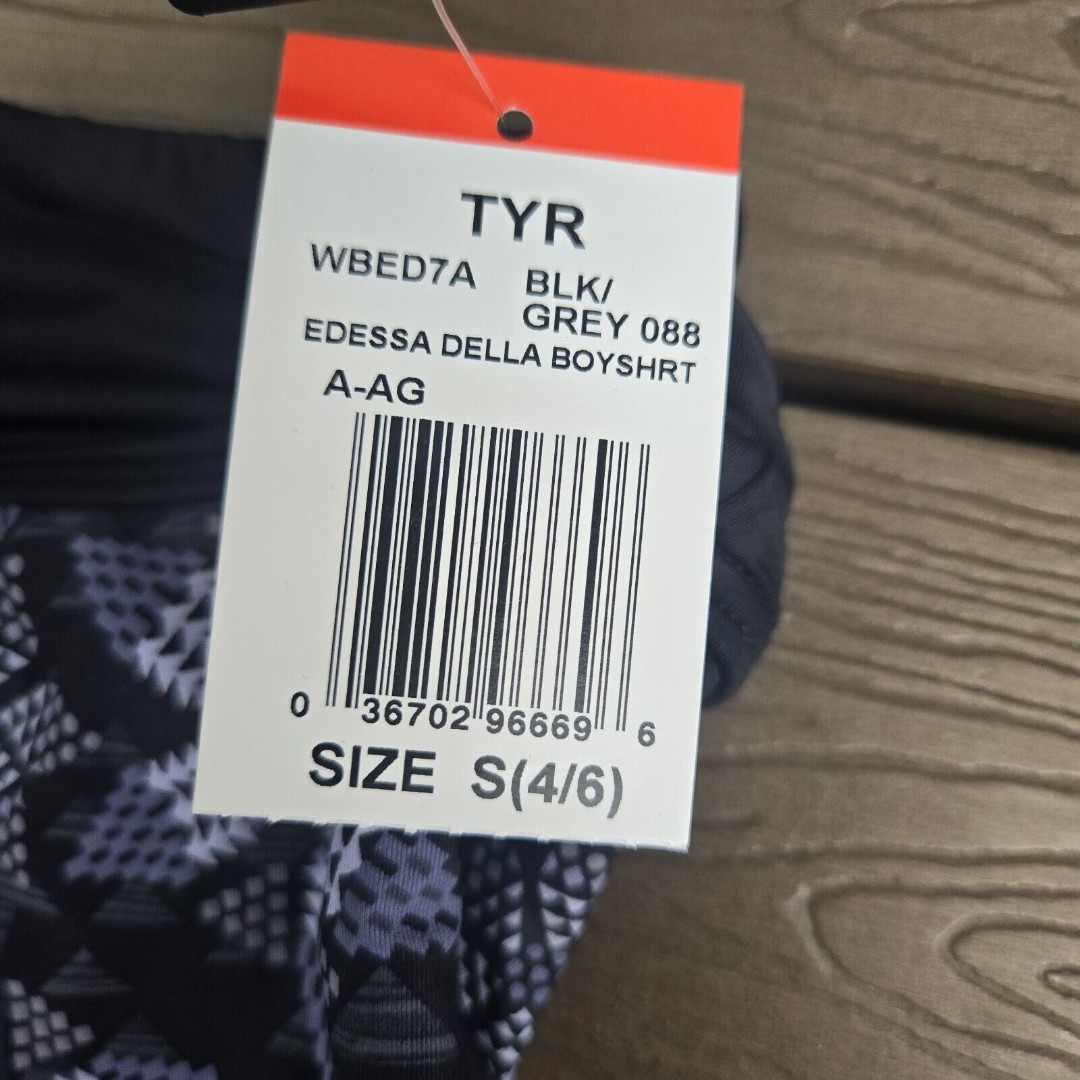 TYR
WBED7A BLK/
GREY 088
EDESSA DELLA BOYSHRT
A-AG
0 36702 96669 6
SIZE S(4/6)